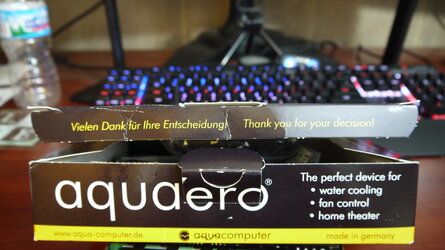 Vielen Dank für Ihre Entscheidung! Thank you for your decision!
aquaero®
The perfect device for
• water cooling
• fan control
• home theater
www.aqua-computer.de
aquacomputer
made in germany